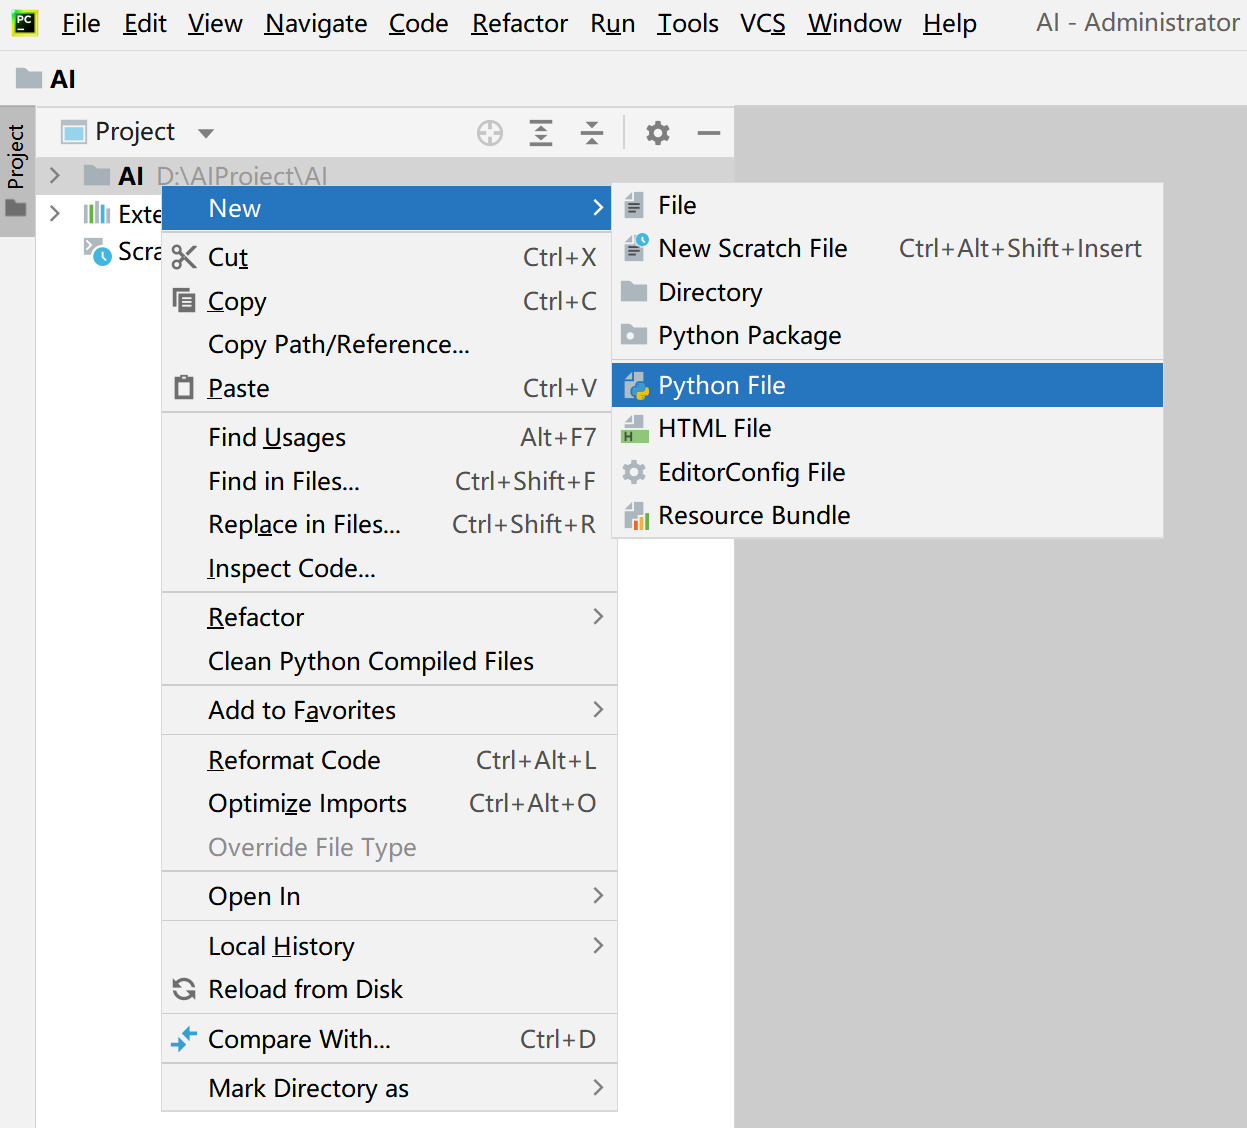 PC
File Edit View Navigate Code Refactor Run Tools VCS Window Help AI - Administrator
AI
Project
Project
AI D:\AIProject\AI
Exte
Scra
New
Cut Ctrl+X
Copy Ctrl+C
Copy Path/Reference...
Paste Ctrl+V
Find Usages Alt+F7
Find in Files... Ctrl+Shift+F
Replace in Files... Ctrl+Shift+R
Inspect Code...
Refactor
Clean Python Compiled Files
Add to Favorites
Reformat Code Ctrl+Alt+L
Optimize Imports Ctrl+Alt+O
Override File Type
Open In
Local History
Reload from Disk
Compare With... Ctrl+D
Mark Directory as
File
New Scratch File Ctrl+Alt+Shift+Insert
Directory
Python Package
Python File
H HTML File
EditorConfig File
Resource Bundle